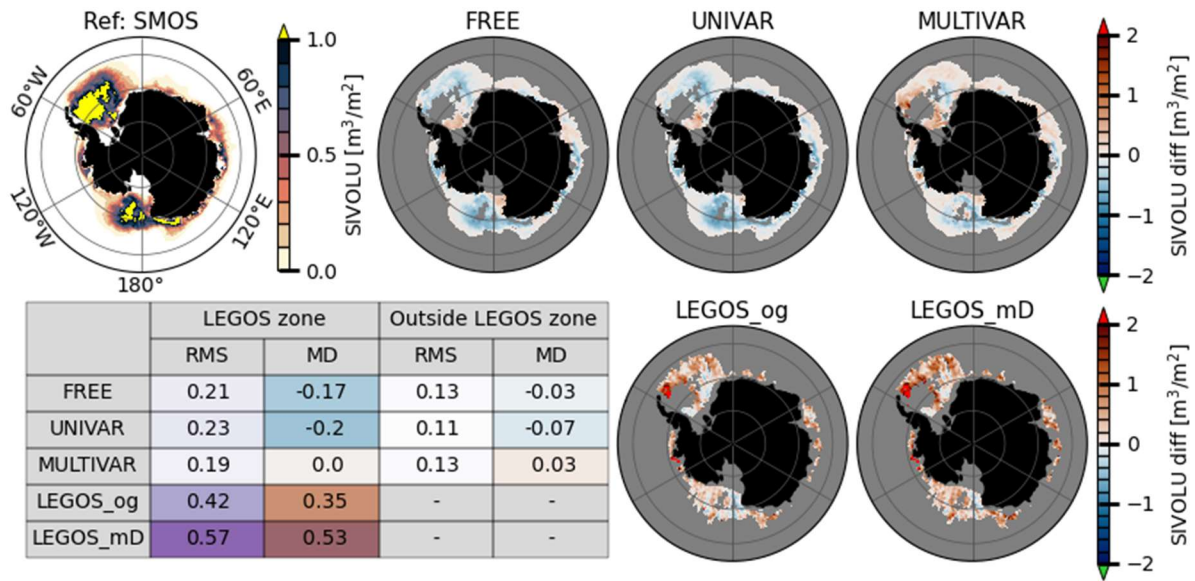 Ref: SMOS
FREE
UNIVAR
MULTIVAR
60°W
60°E
120°W
120°E
180°
1.0
0.5
0.0
SIVOLU [m³/m²]
2
1
0
−1
−2
SIVOLU diff [m³/m²]
LEGOS zone Outside LEGOS zone
RMS MD RMS MD
FREE 0.21 -0.17 0.13 -0.03
UNIVAR 0.23 -0.2 0.11 -0.07
MULTIVAR 0.19 0.0 0.13 0.03
LEGOS_og 0.42 0.35 - -
LEGOS_mD 0.57 0.53 - -
LEGOS_og
LEGOS_mD
2
1
0
−1
−2
SIVOLU diff [m³/m²]